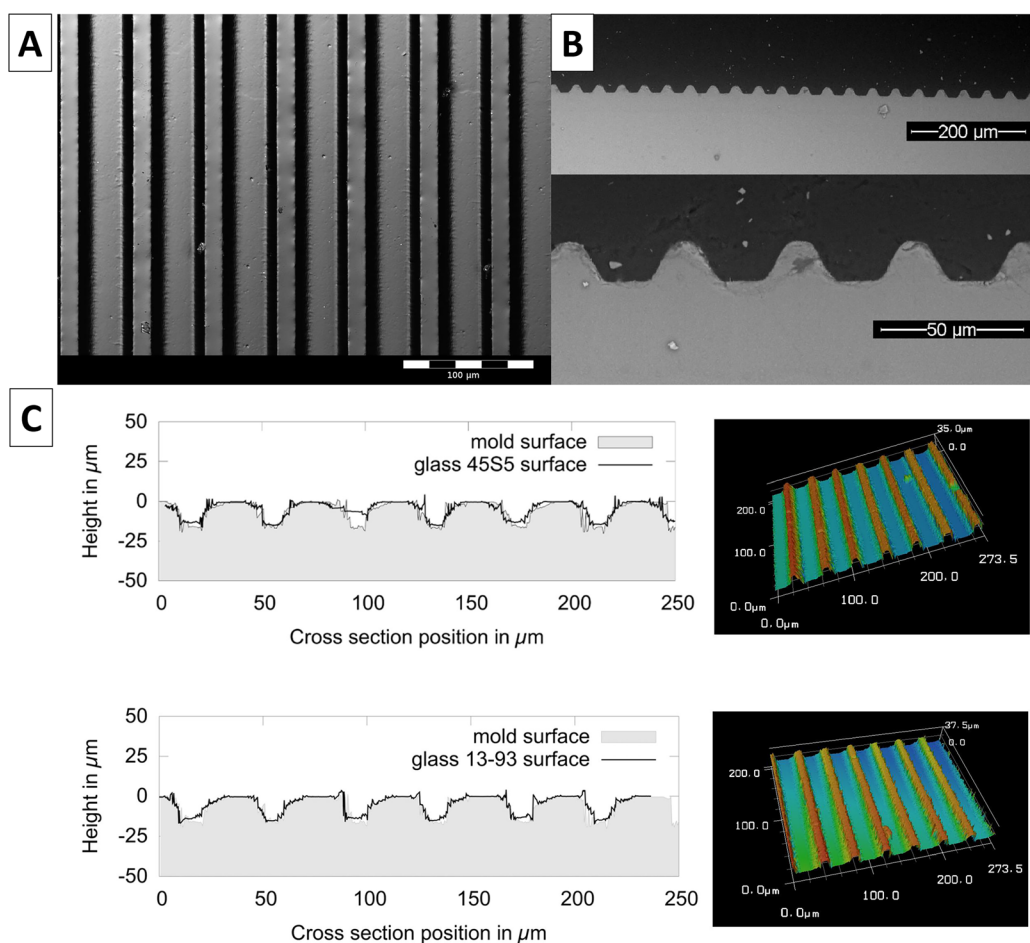 A
B
100 µm
200 µm
50 µm
C
50
25
0
-25
-50
Height in µm
mold surface
glass 45S5 surface
0 50 100 150 200 250
Cross section position in µm
35.0µm
0.0
200.0
100.0
0.0µm
0.0µm
100.0
200.0
273.5
50
25
0
-25
-50
Height in µm
mold surface
glass 13-93 surface
0 50 100 150 200 250
Cross section position in µm
37.5µm
0.0
200.0
100.0
0.0µm
0.0µm
100.0
200.0
273.5